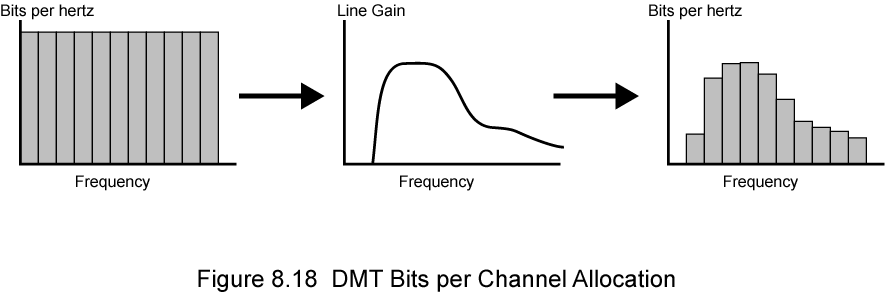 Bits per hertz
Line Gain
Bits per hertz
Frequency
Frequency
Frequency
Figure 8.18 DMT Bits per Channel Allocation